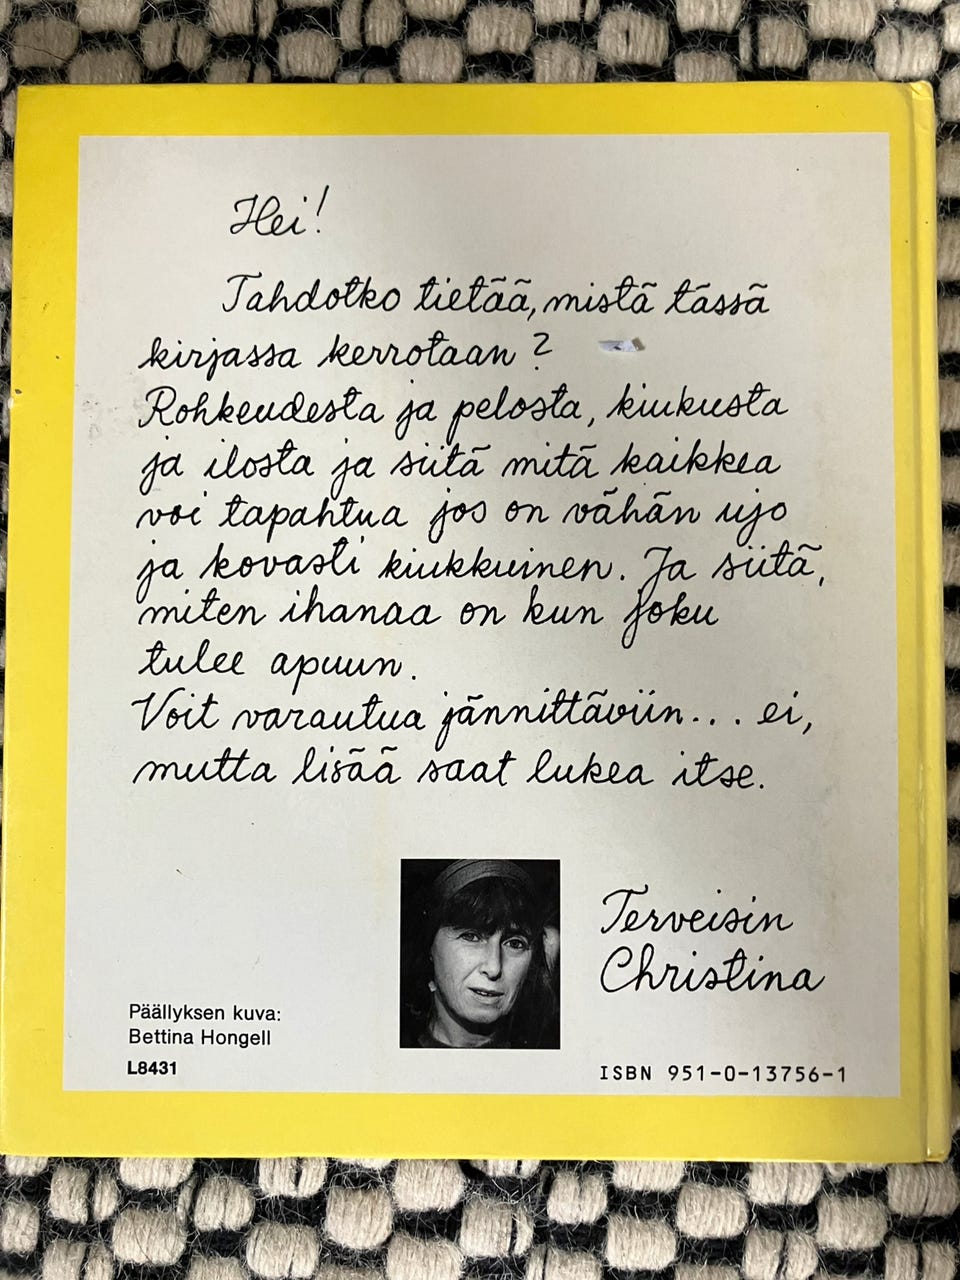 Hei!
Tahdotko tietää, mistä tässä
kirjassa kerrotaan?
Rohkeudesta ja pelosta, kiukusta
ja ilosta ja siitä mitä kaikkea
voi tapahtua jos on vähän ujo
ja kovasti kiukkuinen. Ja siitä,
miten ihanaa on kun joku
tulee apuun.
Voit varautua jännittäviin... ei,
mutta lisää saat lukea itse.
Terveisin
Christina
Päällyksen kuva:
Bettina Hongell
L8431
ISBN 951-0-13756-1